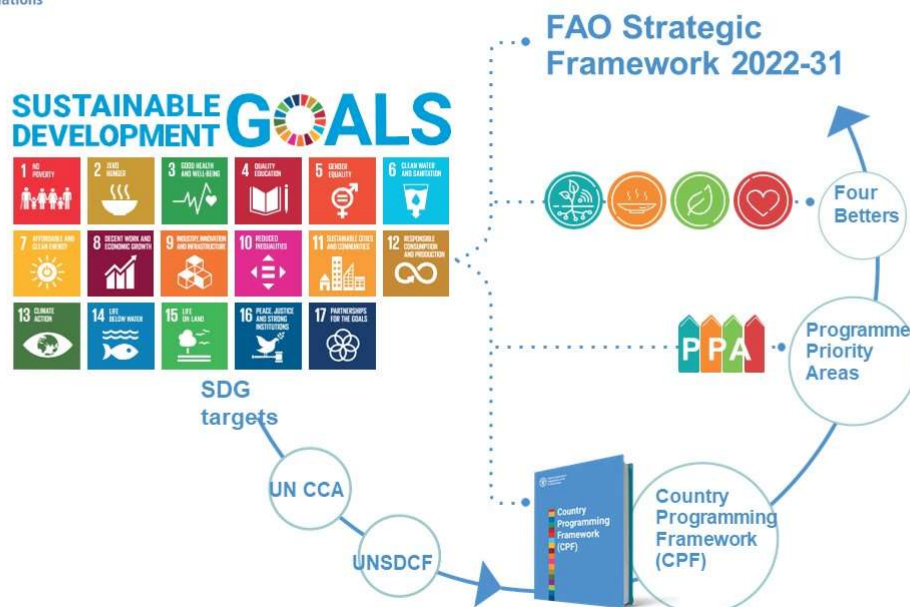 FAO Strategic
Framework 2022-31
SUSTAINABLE
DEVELOPMENT
GOALS
1 NO
POVERTY
2 ZERO
HUNGER
3 GOOD HEALTH
AND WELL-BEING
4 QUALITY
EDUCATION
5 GENDER
EQUALITY
6 CLEAN WATER
AND SANITATION
7 AFFORDABLE AND
CLEAN ENERGY
8 DECENT WORK AND
ECONOMIC GROWTH
9 INDUSTRY, INNOVATION
AND INFRASTRUCTURE
10 REDUCED
INEQUALITIES
11 SUSTAINABLE CITIES
AND COMMUNITIES
12 RESPONSIBLE
CONSUMPTION
AND PRODUCTION
13 CLIMATE
ACTION
14 LIFE
BELOW WATER
15 LIFE
ON LAND
16 PEACE, JUSTICE
AND STRONG
INSTITUTIONS
17 PARTNERSHIPS
FOR THE GOALS
Four
Betters
PPA
Programme
Priority
Areas
SDG
targets
UN CCA
UNSDCF
Country
Programming
Framework
(CPF)
Country
Programming
Framework
(CPF)